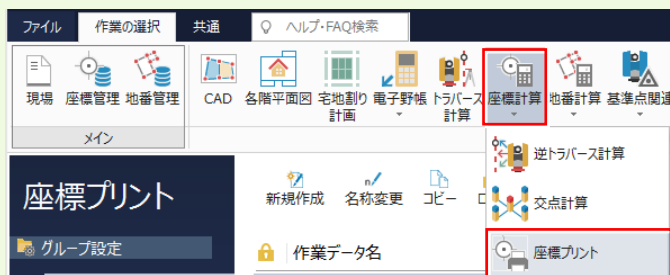 ファイル 作業の選択 共通 ヘルプ・FAQ検索
現場 座標管理 地番管理 CAD 各階平面図 宅地割り計画 電子野帳 トラバース計算 座標計算 地番計算 基準点関連
メイン
逆トラバース計算
座標プリント
新規作成 名称変更 コピー
交点計算
グループ設定
作業データ名
座標プリント